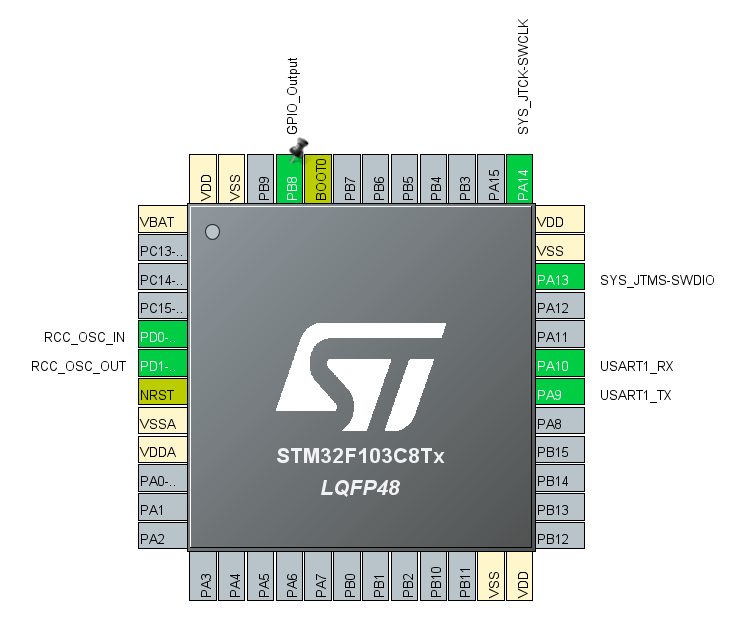 GPIO_Output
SYS_JTCK-SWCLK
VDD
VSS
PB9
PB8
BOOT0
PB7
PB6
PB5
PB4
PB3
PA15
PA14
VBAT
PC13-..
PC14-..
PC15-..
RCC_OSC_IN PD0-..
RCC_OSC_OUT PD1-..
NRST
VSSA
VDDA
PA0-..
PA1
PA2
VDD
VSS
PA13 SYS_JTMS-SWDIO
PA12
PA11
PA10 USART1_RX
PA9 USART1_TX
PA8
PB15
PB14
PB13
PB12
ST
STM32F103C8Tx
LQFP48
PA3
PA4
PA5
PA6
PA7
PB0
PB1
PB2
PB10
PB11
VSS
VDD